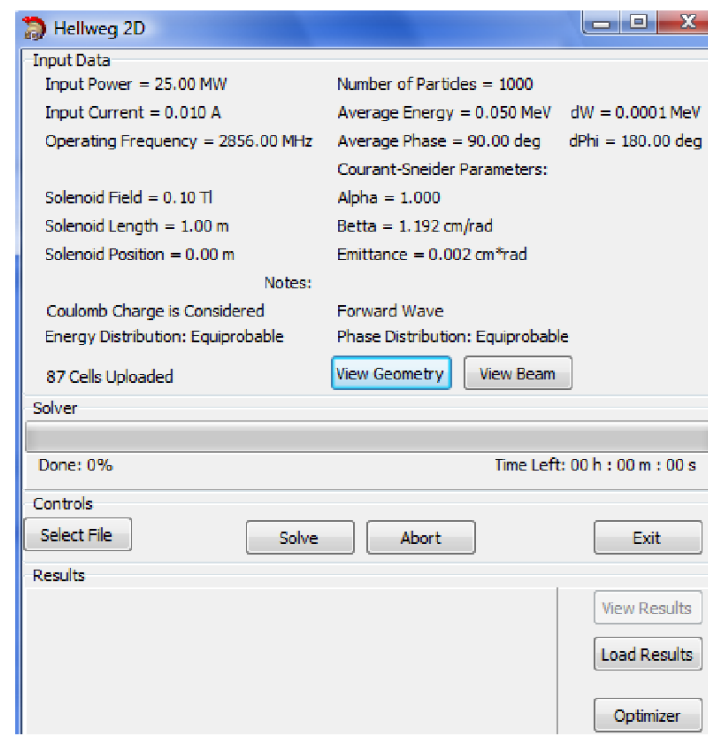 Hellweg 2D
Input Data
Input Power = 25.00 MW Number of Particles = 1000
Input Current = 0.010 A Average Energy = 0.050 MeV dW = 0.0001 MeV
Operating Frequency = 2856.00 MHz Average Phase = 90.00 deg dPhi = 180.00 deg
Courant-Sneider Parameters:
Solenoid Field = 0.10 Tl Alpha = 1.000
Solenoid Length = 1.00 m Betta = 1.192 cm/rad
Solenoid Position = 0.00 m Emittance = 0.002 cm*rad
Notes:
Coulomb Charge is Considered Forward Wave
Energy Distribution: Equiprobable Phase Distribution: Equiprobable
87 Cells Uploaded View Geometry View Beam
Solver
Done: 0% Time Left: 00 h : 00 m : 00 s
Controls
Select File Solve Abort Exit
Results
View Results
Load Results
Optimizer